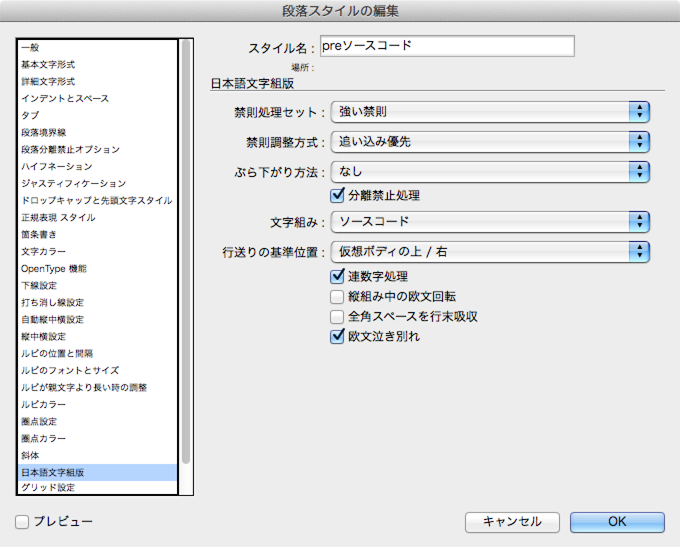 段落スタイルの編集
一般
基本文字形式
詳細文字形式
インデントとスペース
タブ
段落境界線
段落分離禁止オプション
ハイフネーション
ジャスティフィケーション
ドロップキャップと先頭文字スタイル
正規表現 スタイル
箇条書き
文字カラー
OpenType 機能
下線設定
打ち消し線設定
自動縦中横設定
縦中横設定
ルビの位置と間隔
ルビのフォントとサイズ
ルビが親文字より長い時の調整
ルビカラー
圏点設定
圏点カラー
斜体
日本語文字組版
グリッド設定
スタイル名 : preソースコード
場所 :
日本語文字組版
禁則処理セット : 強い禁則
禁則調整方式 : 追い込み優先
ぶら下がり方法 : なし
分離禁止処理
文字組み : ソースコード
行送りの基準位置 : 仮想ボディの上 / 右
連数字処理
縦組み中の欧文回転
全角スペースを行末吸収
欧文泣き別れ
プレビュー
キャンセル
OK